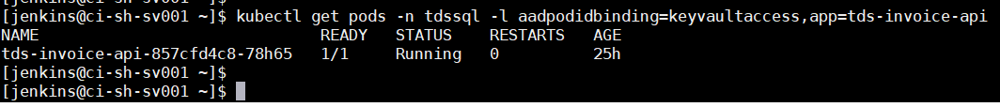 [jenkins@ci-sh-sv001 ~]$ kubectl get pods -n tdssql -l aadpodidbinding=keyvaultaccess,app=tds-invoice-api
NAME READY STATUS RESTARTS AGE
tds-invoice-api-857cfd4c8-78h65 1/1 Running 0 25h
[jenkins@ci-sh-sv001 ~]$
[jenkins@ci-sh-sv001 ~]$